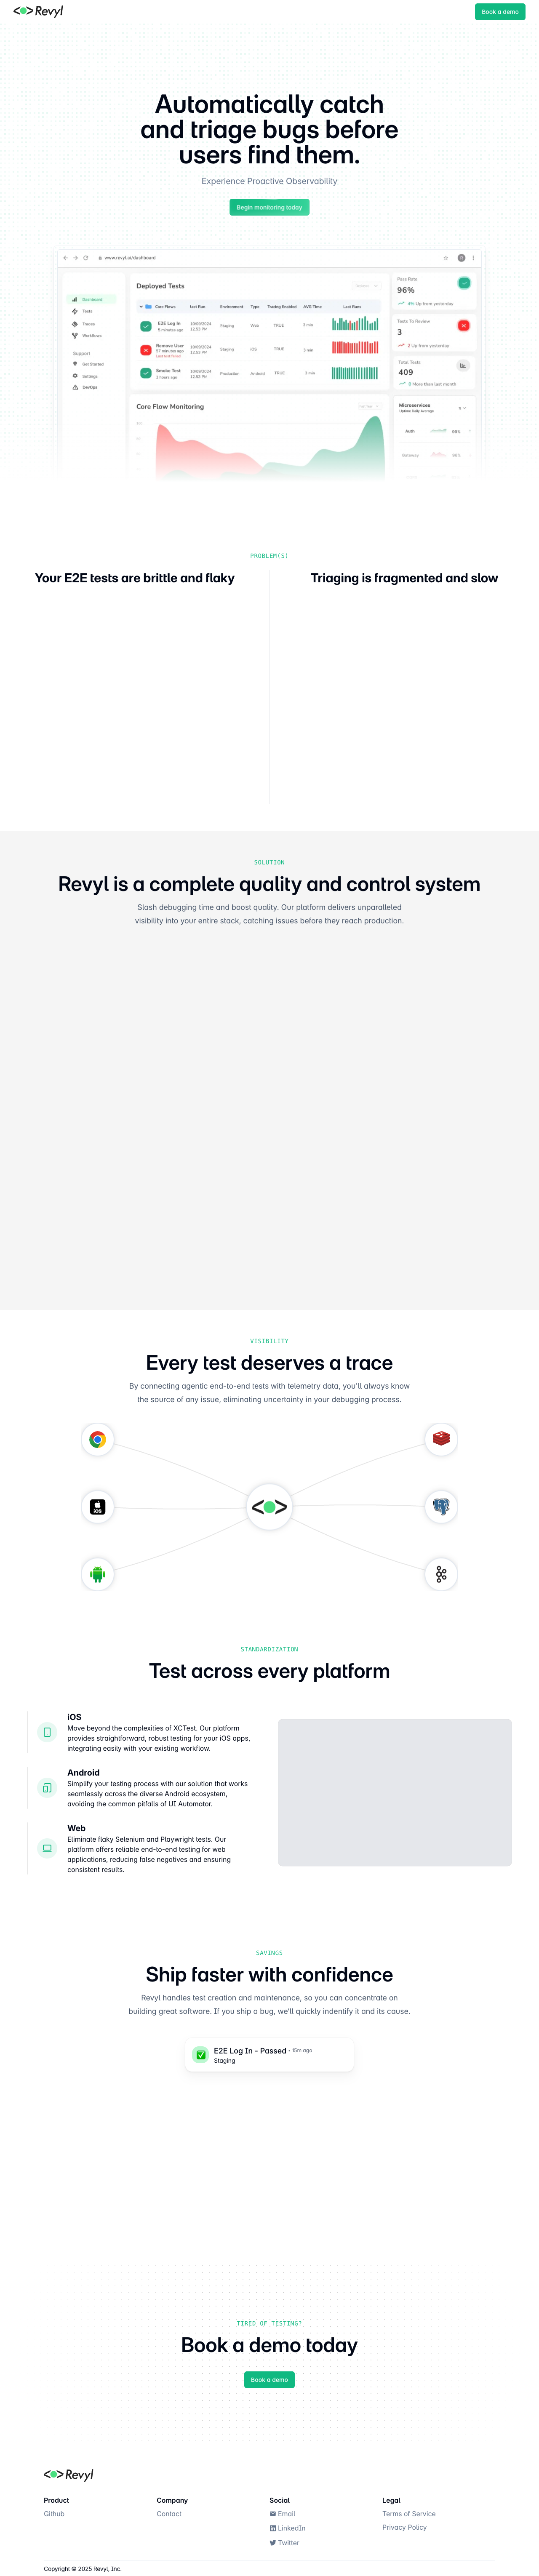 Revyl
Book a demo
Automatically catch
and triage bugs before
users find them.
Experience Proactive Observability
Begin monitoring today
www.revyl.ai/dashboard
Dashboard
Tests
Traces
Workflows
Support
Get Started
Settings
DevOps
Deployed Tests
Core Flows
last Run
Environment
Type
Tracing Enabled
AVG Time
Last Runs
E2E Log In
5 minutes ago
10/09/2024
12:53 PM
Staging
Web
TRUE
3 min
Remove User
57 minutes ago
10/09/2024
12:53 PM
Staging
iOS
TRUE
3 min
Smoke Test
2 hours ago
10/09/2024
12:53 PM
Production
Android
TRUE
3 min
Pass Rate
96%
4% Up from yesterday
Tests To Review
3
2 Up from yesterday
Total Tests
409
8 More than last month
Core Flow Monitoring
Microservices
Uptime Daily Average
Auth
99%
PROBLEM(S)
Your E2E tests are brittle and flaky
Triaging is fragmented and slow
SOLUTION
Revyl is a complete quality and control system
Slash debugging time and boost quality. Our platform delivers unparalleled
visibility into your entire stack, catching issues before they reach production.
VISIBILITY
Every test deserves a trace
By connecting agentic end-to-end tests with telemetry data, you'll always know
the source of any issue, eliminating uncertainty in your debugging process.
iOS
STANDARDIZATION
Test across every platform
iOS
Move beyond the complexities of XCTest. Our platform
provides straightforward, robust testing for your iOS apps,
integrating easily with your existing workflow.
Android
Simplify your testing process with our solution that works
seamlessly across the diverse Android ecosystem,
avoiding the common pitfalls of UI Automator.
Web
Eliminate flaky Selenium and Playwright tests. Our
platform offers reliable end-to-end testing for web
applications, reducing false negatives and ensuring
consistent results.
SAVINGS
Ship faster with confidence
Revyl handles test creation and maintenance, so you can concentrate on
building great software. If you ship a bug, we'll quickly indentify it and its cause.
E2E Log In - Passed • 15m ago
Staging
TIRED OF TESTING?
Book a demo today
Book a demo
Revyl
Product
Github
Company
Contact
Social
Email
LinkedIn
Twitter
Legal
Terms of Service
Privacy Policy
Copyright © 2025 Revyl, Inc.